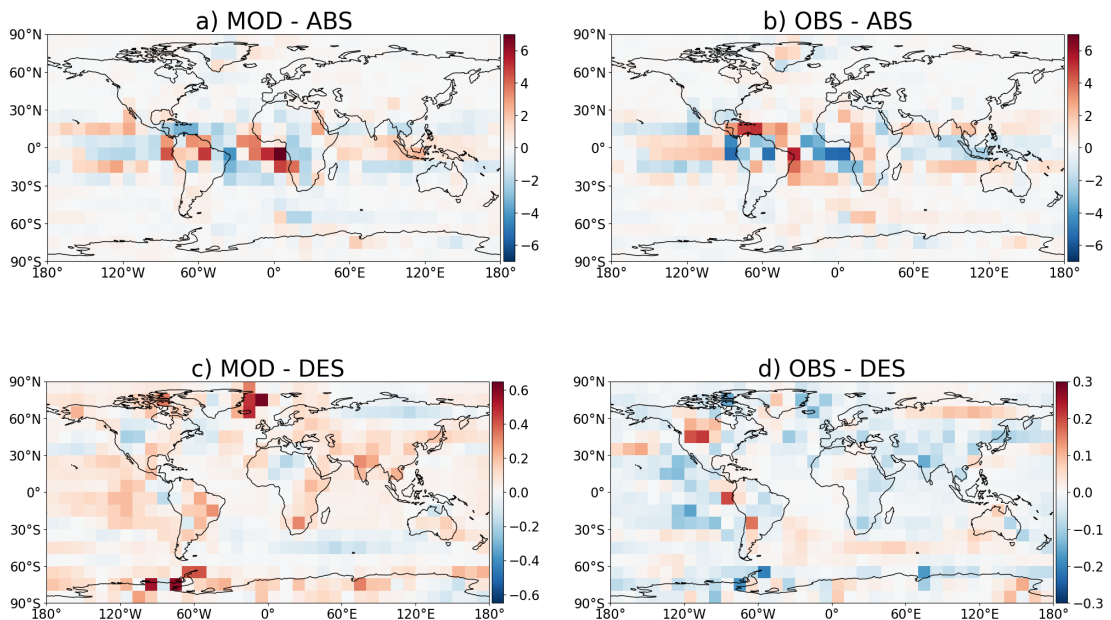 a) MOD - ABS
90°N
60°N
30°N
0°
30°S
60°S
90°S
180°
120°W
60°W
0°
60°E
120°E
180°
6
4
2
0
−2
−4
−6
b) OBS - ABS
90°N
60°N
30°N
0°
30°S
60°S
90°S
180°
120°W
60°W
0°
60°E
120°E
180°
6
4
2
0
−2
−4
−6
c) MOD - DES
90°N
60°N
30°N
0°
30°S
60°S
90°S
180°
120°W
60°W
0°
60°E
120°E
180°
0.6
0.4
0.2
0.0
−0.2
−0.4
−0.6
d) OBS - DES
90°N
60°N
30°N
0°
30°S
60°S
90°S
180°
120°W
60°W
0°
60°E
120°E
180°
0.3
0.2
0.1
0.0
−0.1
−0.2
−0.3